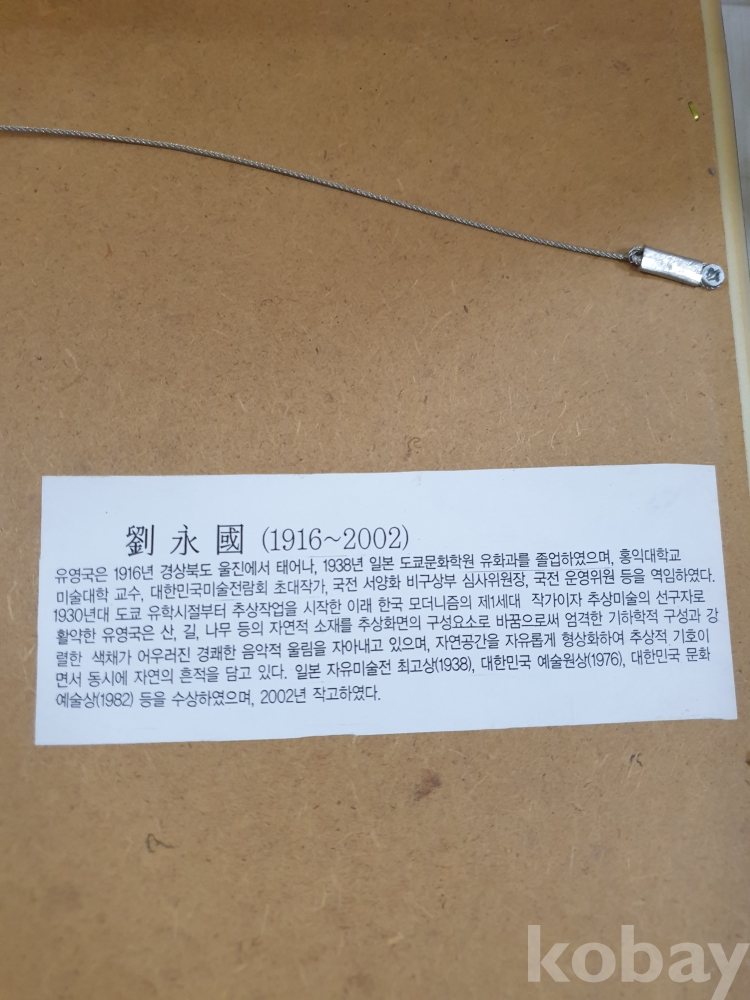 劉永國 (1916~2002)
유영국은 1916년 경상북도 울진에서 태어나, 1938년 일본 도쿄문화학원 유화과를 졸업하였으며, 홍익대학교
미술대학 교수, 대한민국미술전람회 초대작가, 국전 서양화 비구상부 심사위원장, 국전 운영위원 등을 역임하였다.
1930년대 도쿄 유학시절부터 추상작업을 시작한 이래 한국 모더니즘의 제1세대 작가이자 추상미술의 선구자로
활약한 유영국은 산, 길, 나무 등의 자연적 소재를 추상화면의 구성요소로 바꿈으로써 엄격한 기하학적 구성과 강
렬한 색채가 어우러진 경쾌한 음악적 울림을 자아내고 있으며, 자연공간을 자유롭게 형상화하여 추상적 기호이
면서 동시에 자연의 흔적을 담고 있다. 일본 자유미술전 최고상(1938), 대한민국 예술원상(1976), 대한민국 문화
예술상(1982) 등을 수상하였으며, 2002년 작고하였다.
kobay